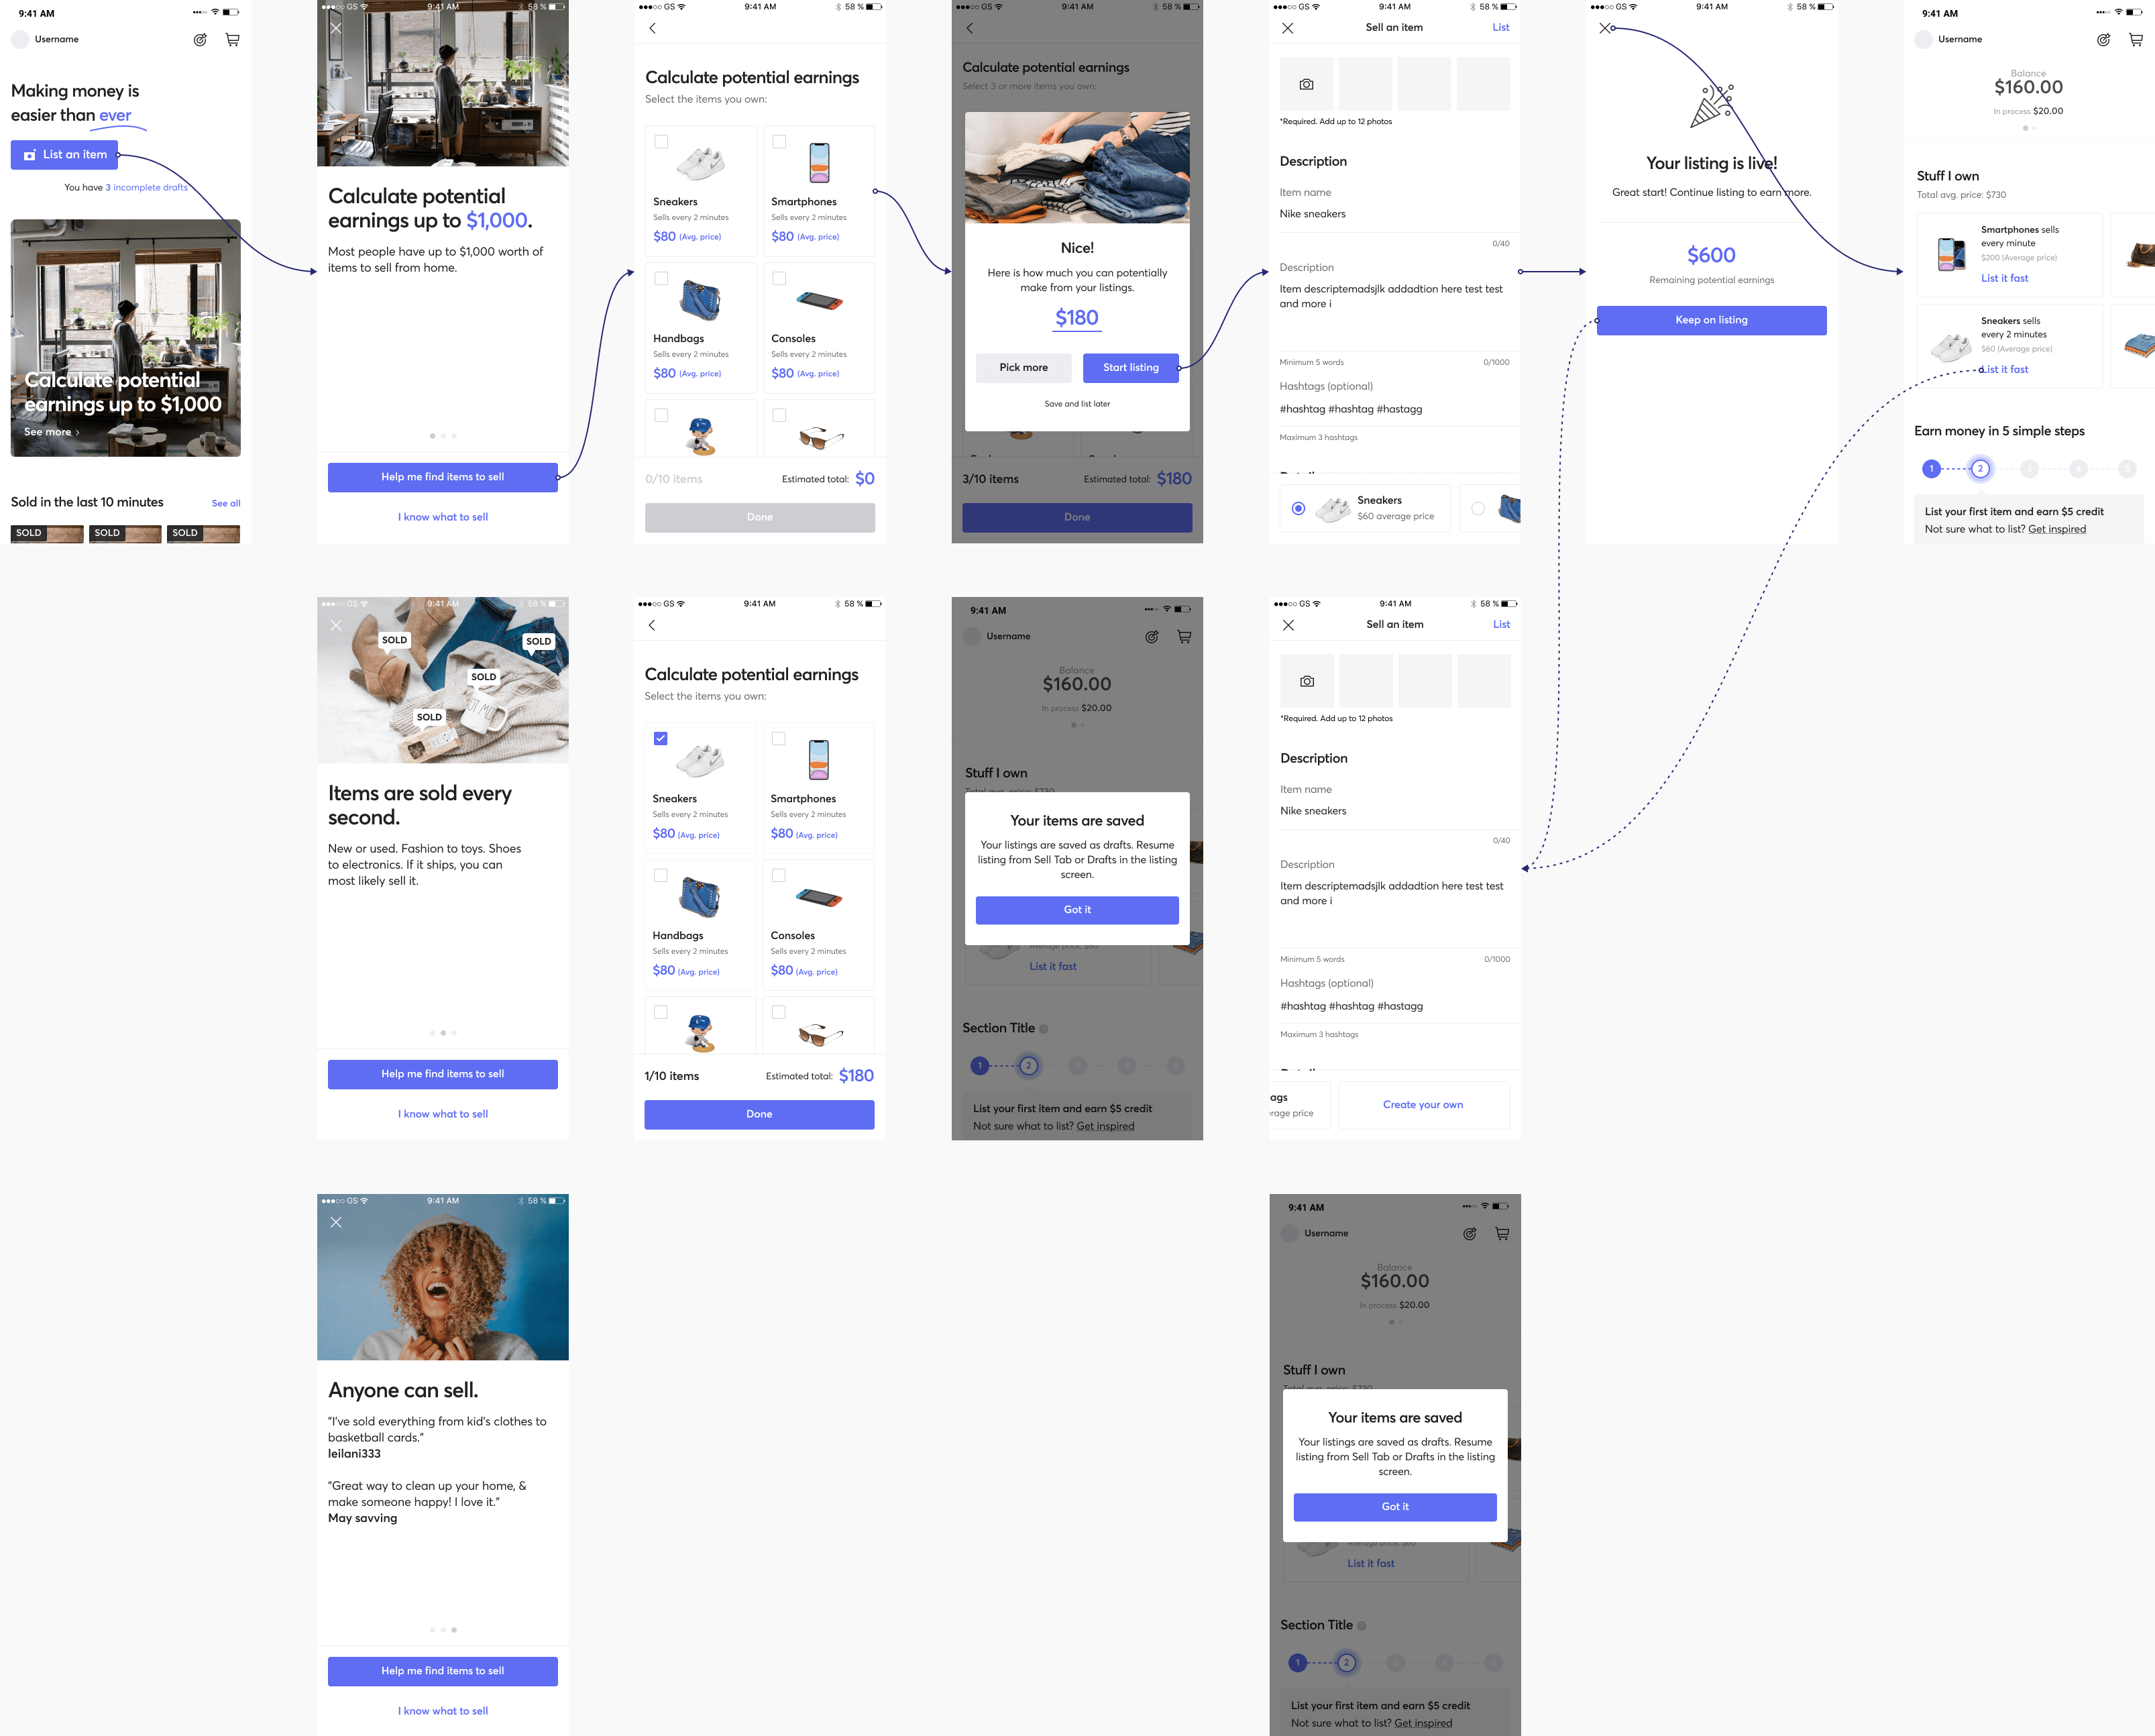 9:41 AM
Username
Making money is
easier than ever
List an item
You have 3 incomplete drafts
Calculate potential
earnings up to $1,000
See more
Sold in the last 10 minutes
See all
SOLD
SOLD
SOLD
GS
9:41 AM
58 %
Calculate potential
earnings up to $1,000.
Most people have up to $1,000 worth of
items to sell from home.
Help me find items to sell
I know what to sell
GS
9:41 AM
58 %
Calculate potential earnings
Select the items you own:
Sneakers
Sells every 2 minutes
$80 (Avg. price)
Smartphones
Sells every 2 minutes
$80 (Avg. price)
Handbags
Sells every 2 minutes
$80 (Avg. price)
Consoles
Sells every 2 minutes
$80 (Avg. price)
0/10 items
Estimated total: $0
Done
GS
9:41 AM
58 %
Calculate potential earnings
Select 3 or more items you own:
Nice!
Here is how much you can potentially
make from your listings.
$180
Pick more
Start listing
Save and list later
3/10 items
Estimated total: $180
Done
GS
9:41 AM
58 %
Sell an item
List
*Required. Add up to 12 photos
Description
Item name
Nike sneakers
0/40
Description
Item descriptemadsjlk addadtion here test test
and more i
Minimum 5 words
0/1000
Hashtags (optional)
#hashtag #hashtag #hastagg
Maximum 3 hashtags
Sneakers
$60 average price
GS
9:41 AM
58 %
Your listing is live!
Great start! Continue listing to earn more.
$600
Remaining potential earnings
Keep on listing
9:41 AM
Username
Balance
$160.00
In process $20.00
Stuff I own
Total avg. price: $730
Smartphones sells
every minute
$200 (Average price)
List it fast
Sneakers sells
every 2 minutes
$60 (Average price)
List it fast
Earn money in 5 simple steps
1
2
3
4
5
List your first item and earn $5 credit
Not sure what to list? Get inspired
GS
9:41 AM
58 %
SOLD
SOLD
SOLD
SOLD
Items are sold every
second.
New or used. Fashion to toys. Shoes
to electronics. If it ships, you can
most likely sell it.
Help me find items to sell
I know what to sell
GS
9:41 AM
58 %
Calculate potential earnings
Select the items you own:
Sneakers
Sells every 2 minutes
$80 (Avg. price)
Smartphones
Sells every 2 minutes
$80 (Avg. price)
Handbags
Sells every 2 minutes
$80 (Avg. price)
Consoles
Sells every 2 minutes
$80 (Avg. price)
1/10 items
Estimated total: $180
Done
9:41 AM
Username
Balance
$160.00
In process $20.00
Stuff I own
Total avg. price: $730
Your items are saved
Your listings are saved as drafts. Resume
listing from Sell Tab or Drafts in the listing
screen.
Got it
Average price: $60
List it fast
Section Title
1
2
3
4
5
List your first item and earn $5 credit
Not sure what to list? Get inspired
GS
9:41 AM
58 %
Sell an item
List
*Required. Add up to 12 photos
Description
Item name
Nike sneakers
0/40
Description
Item descriptemadsjlk addadtion here test test
and more i
Minimum 5 words
0/1000
Hashtags (optional)
#hashtag #hashtag #hastagg
Maximum 3 hashtags
ags
rage price
Create your own
GS
9:41 AM
58 %
Anyone can sell.
"I've sold everything from kid's clothes to
basketball cards."
leilani333
"Great way to clean up your home, &
make someone happy! I love it."
May savving
Help me find items to sell
I know what to sell
9:41 AM
Username
Balance
$160.00
In process $20.00
Stuff I own
Total avg. price: $730
Your items are saved
Your listings are saved as drafts. Resume
listing from Sell Tab or Drafts in the listing
screen.
Got it
Average price: $60
List it fast
Section Title
1
2
3
4
5
List your first item and earn $5 credit
Not sure what to list? Get inspired